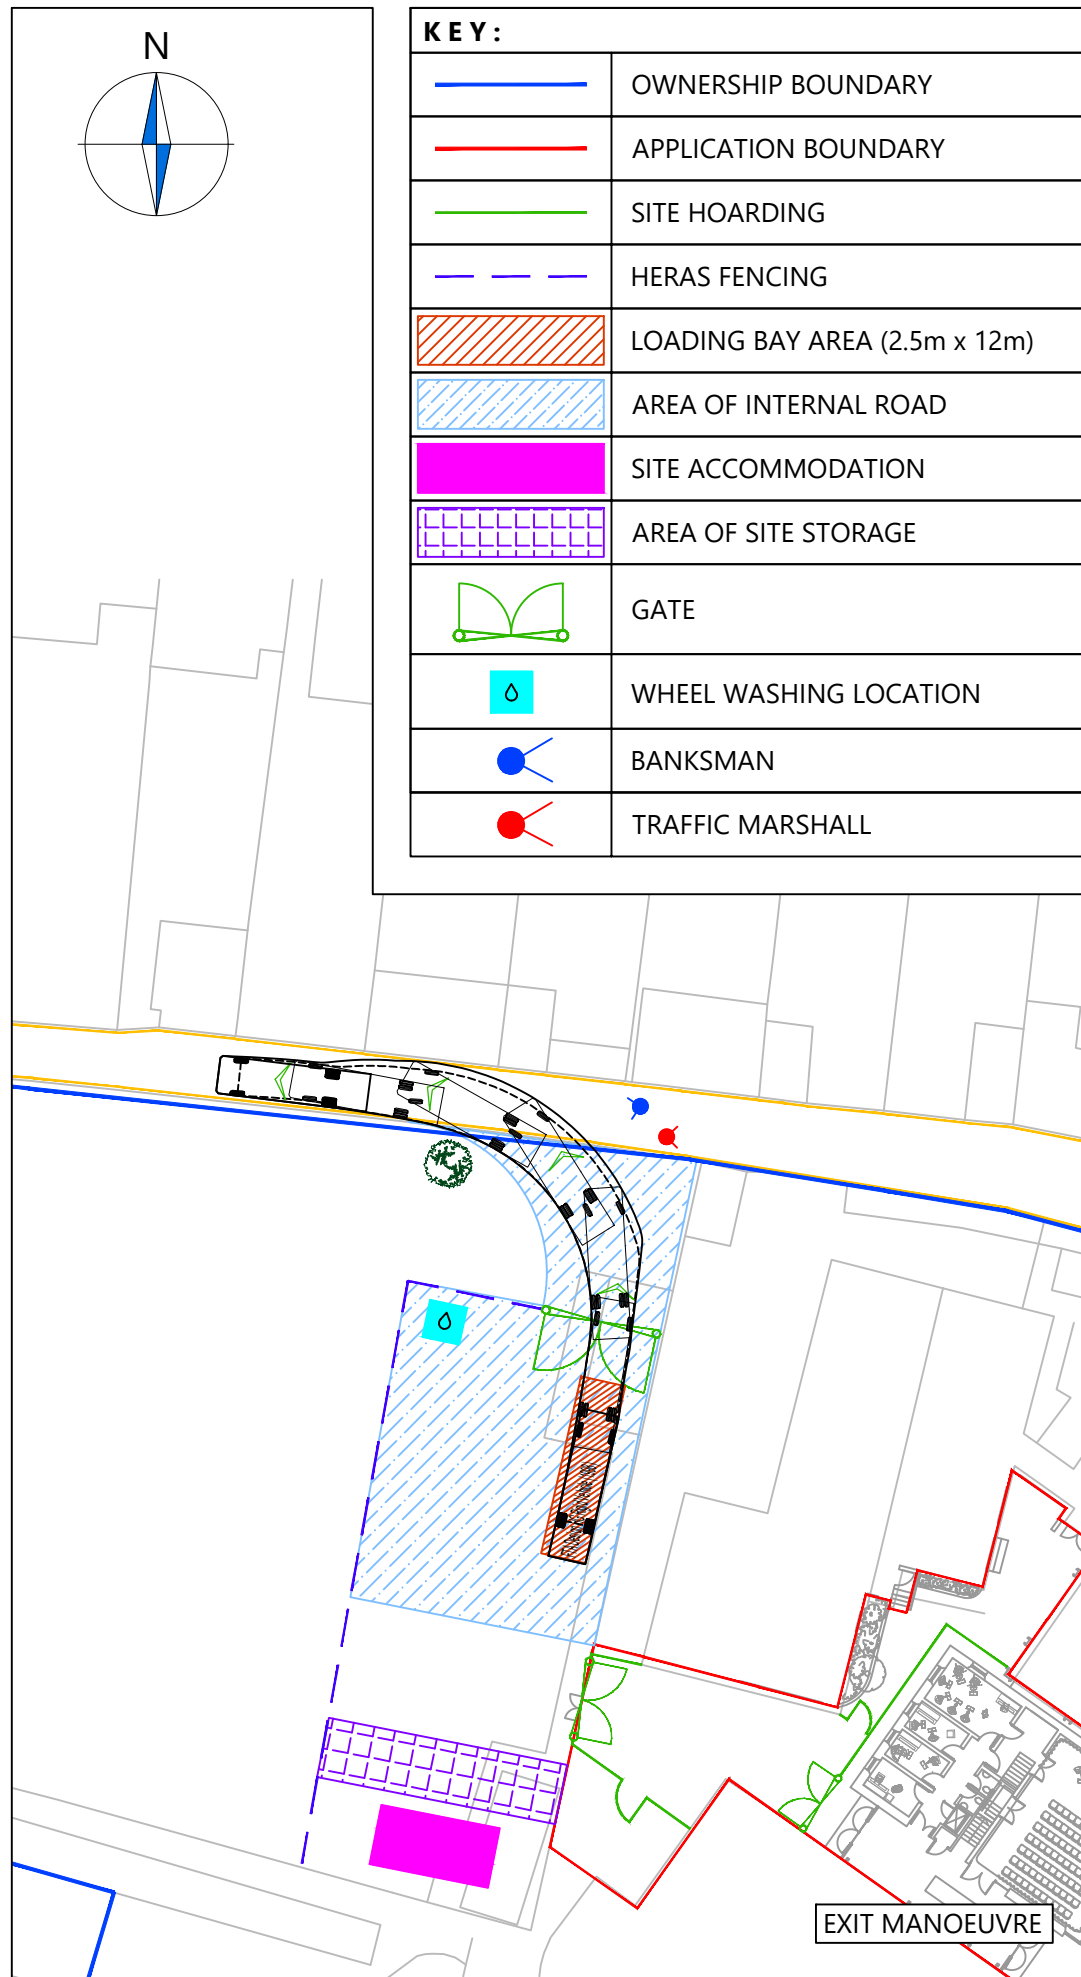 N
KEY:
OWNERSHIP BOUNDARY
APPLICATION BOUNDARY
SITE HOARDING
HERAS FENCING
LOADING BAY AREA (2.5m x 12m)
AREA OF INTERNAL ROAD
SITE ACCOMMODATION
AREA OF SITE STORAGE
GATE
WHEEL WASHING LOCATION
BANKSMAN
TRAFFIC MARSHALL
EXIT MANOEUVRE